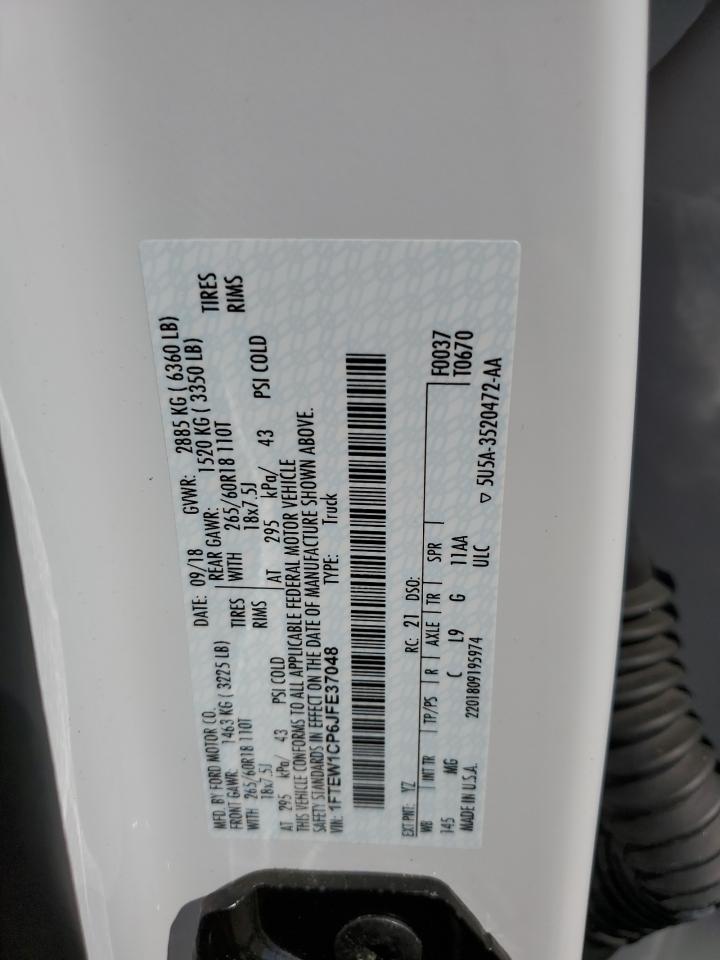 MFD. BY FORD MOTOR CO.
DATE: 09/18 GVWR: 2885 KG ( 6360 LB)
FRONT GAWR: 1463 KG ( 3225 LB) REAR GAWR: 1520 KG ( 3350 LB)
WITH 265/60R18 110T TIRES WITH 265/60R18 110T TIRES
18x7.5J RIMS 18x7.5J RIMS
AT 295 kPa/ 43 PSI COLD AT 295 kPa/ 43 PSI COLD
THIS VEHICLE CONFORMS TO ALL APPLICABLE FEDERAL MOTOR VEHICLE
SAFETY STANDARDS IN EFFECT ON THE DATE OF MANUFACTURE SHOWN ABOVE.
VIN: 1FTEW1CP6JFE37048 TYPE: Truck
EXT PNT: YZ RC: 21 DSO: F0037
WB INT TR TP/PS R AXLE TR SPR T0670
145 MG C L9 G 11AA
MADE IN U.S.A. 2201809195974 ULC ▽ 5U5A-3520472-AA